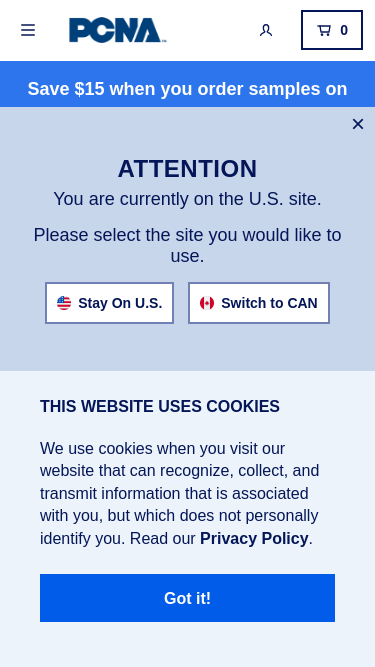 PCNA
0
Save $15 when you order samples on
ATTENTION
You are currently on the U.S. site.
Please select the site you would like to
use.
Stay On U.S.
Switch to CAN
THIS WEBSITE USES COOKIES
We use cookies when you visit our
website that can recognize, collect, and
transmit information that is associated
with you, but which does not personally
identify you. Read our Privacy Policy.
Got it!